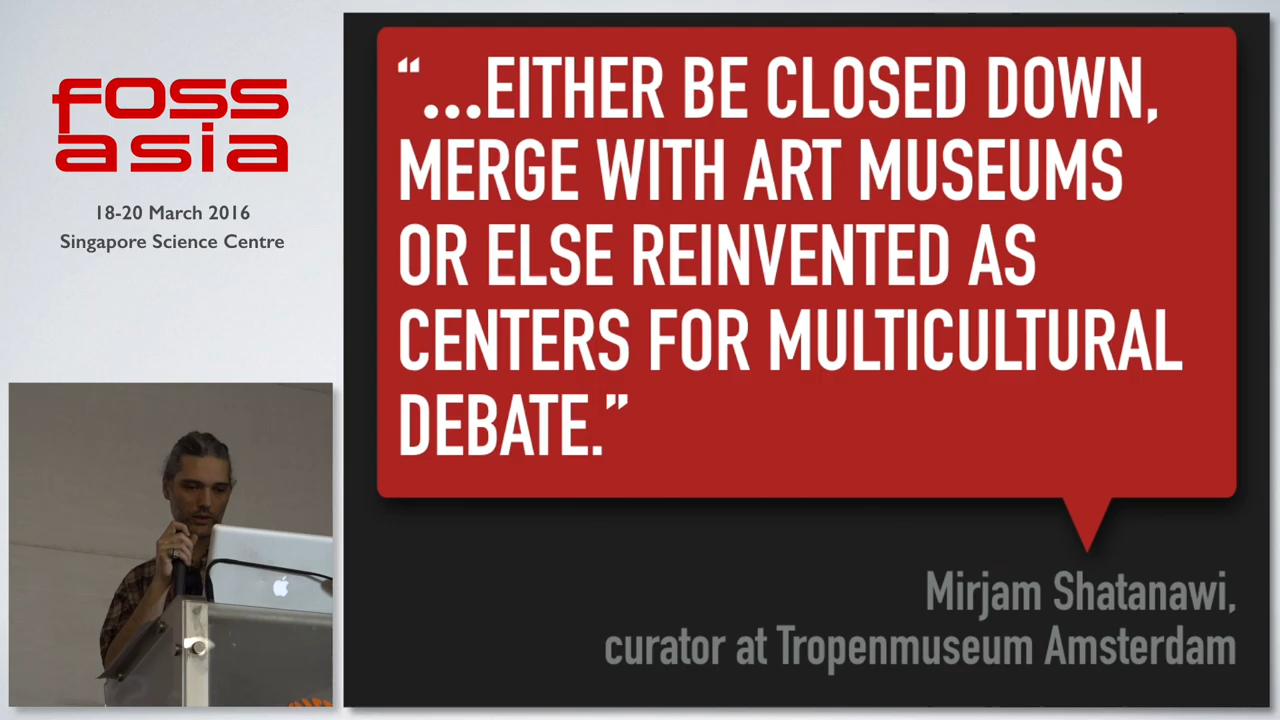 foss
asia
18-20 March 2016
Singapore Science Centre
“...EITHER BE CLOSED DOWN,
MERGE WITH ART MUSEUMS
OR ELSE REINVENTED AS
CENTERS FOR MULTICULTURAL
DEBATE.”
Mirjam Shatanawi,
curator at Tropenmuseum Amsterdam